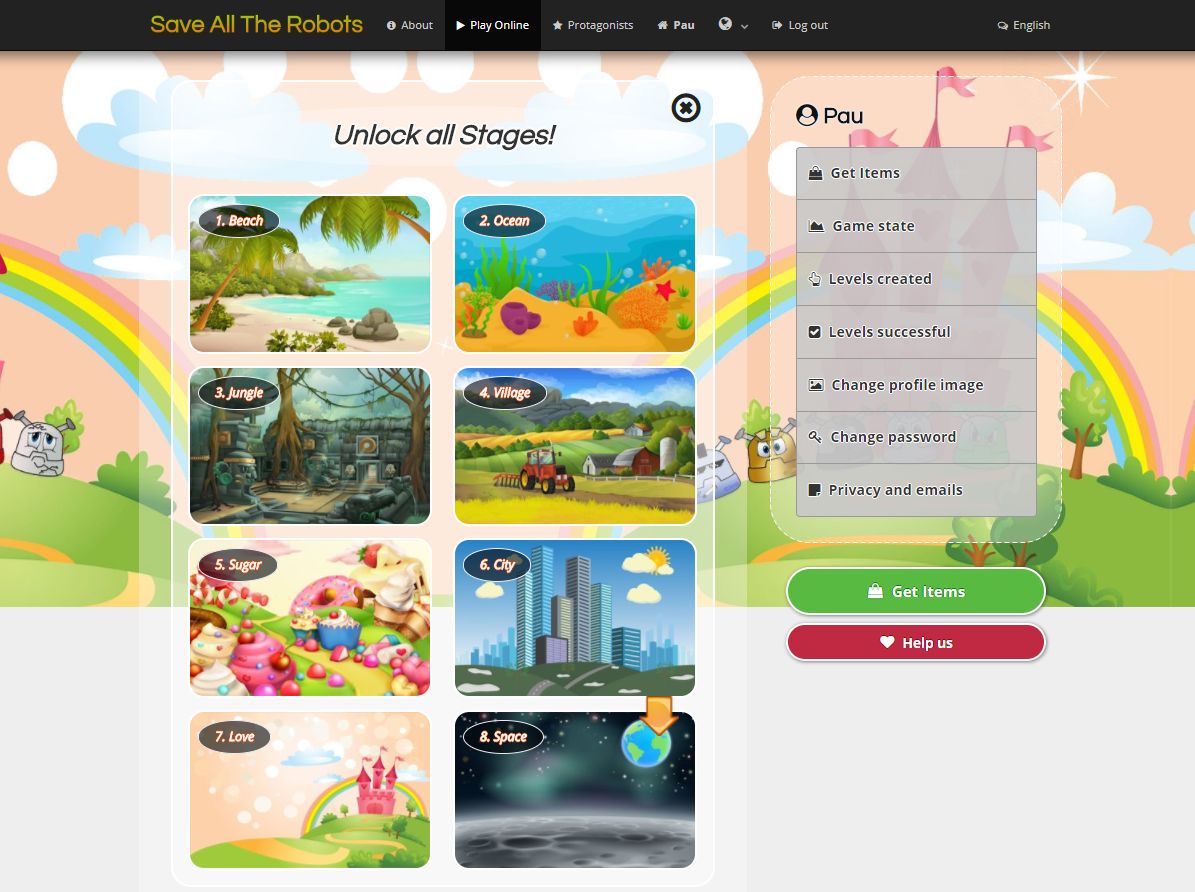 Save All The Robots
About
Play Online
Protagonists
Pau
Log out
English
Unlock all Stages!
1. Beach
2. Ocean
3. Jungle
4. Village
5. Sugar
6. City
7. Love
8. Space
Pau
Get Items
Game state
Levels created
Levels successful
Change profile image
Change password
Privacy and emails
Get Items
Help us